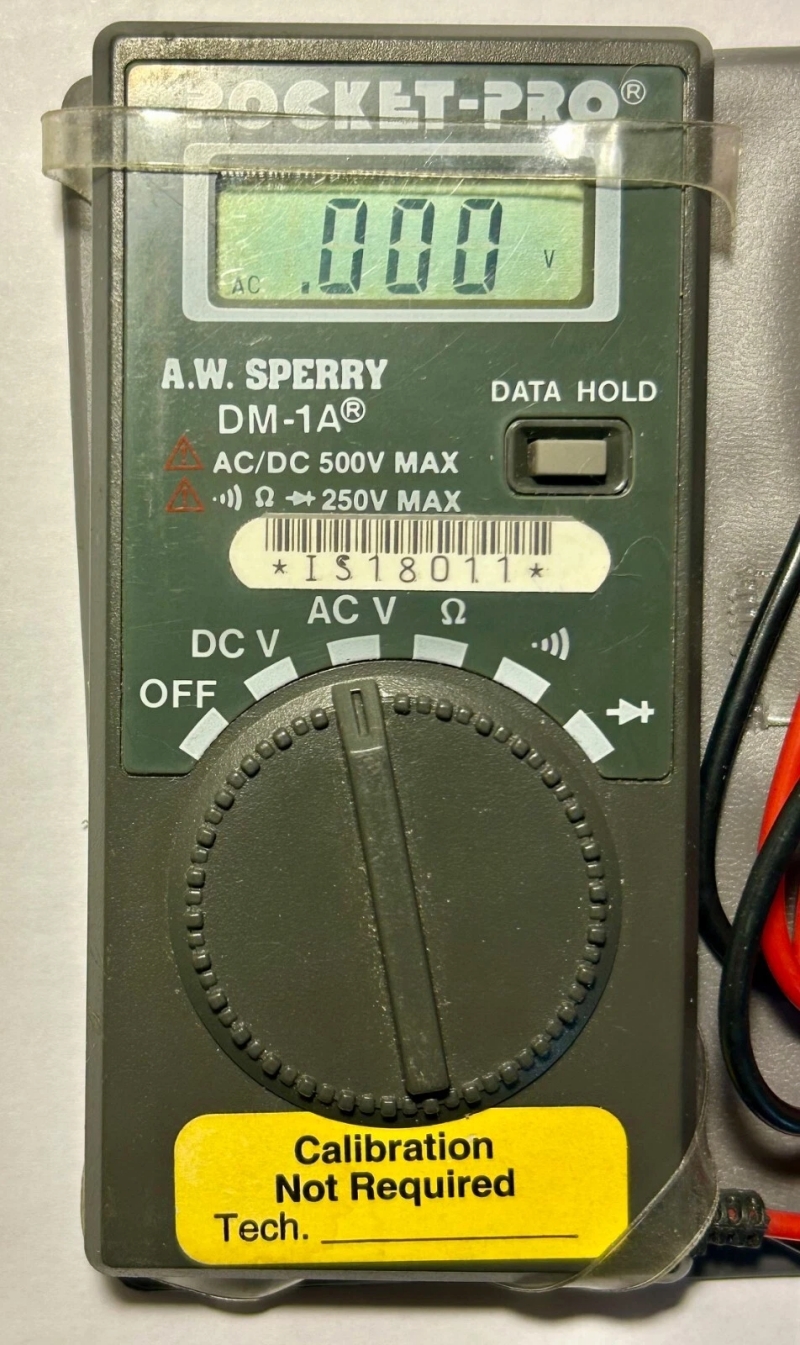 POCKET-PRO®
AC .000 V
A.W. SPERRY
DM-1A®
DATA HOLD
AC/DC 500V MAX
Ω 250V MAX
*IS18011*
OFF DC V AC V Ω
Calibration
Not Required
Tech. ____________